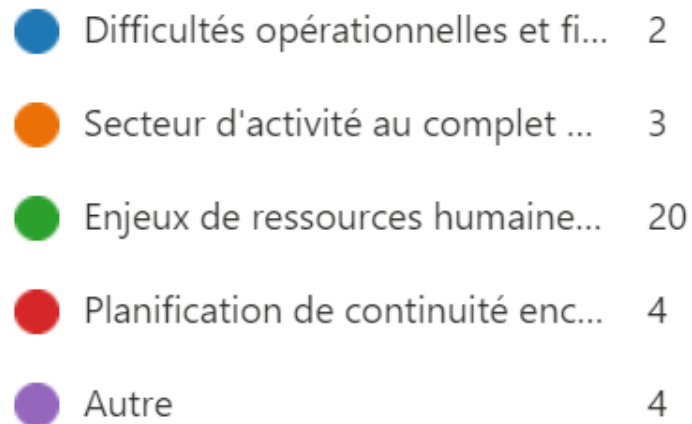 Difficultés opérationnelles et fi... 2
Secteur d'activité au complet ... 3
Enjeux de ressources humaine... 20
Planification de continuité enc... 4
Autre 4